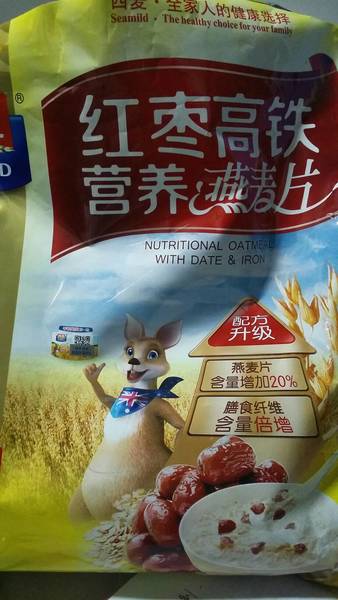 西麦·全家人的健康选择
Seamild · The healthy choice for your family
®
D
红枣高铁
营养燕麦片
NUTRITIONAL OATMEAL
WITH DATE & IRON
配方
升级
燕麦片
含量增加20%
膳食纤维
含量倍增